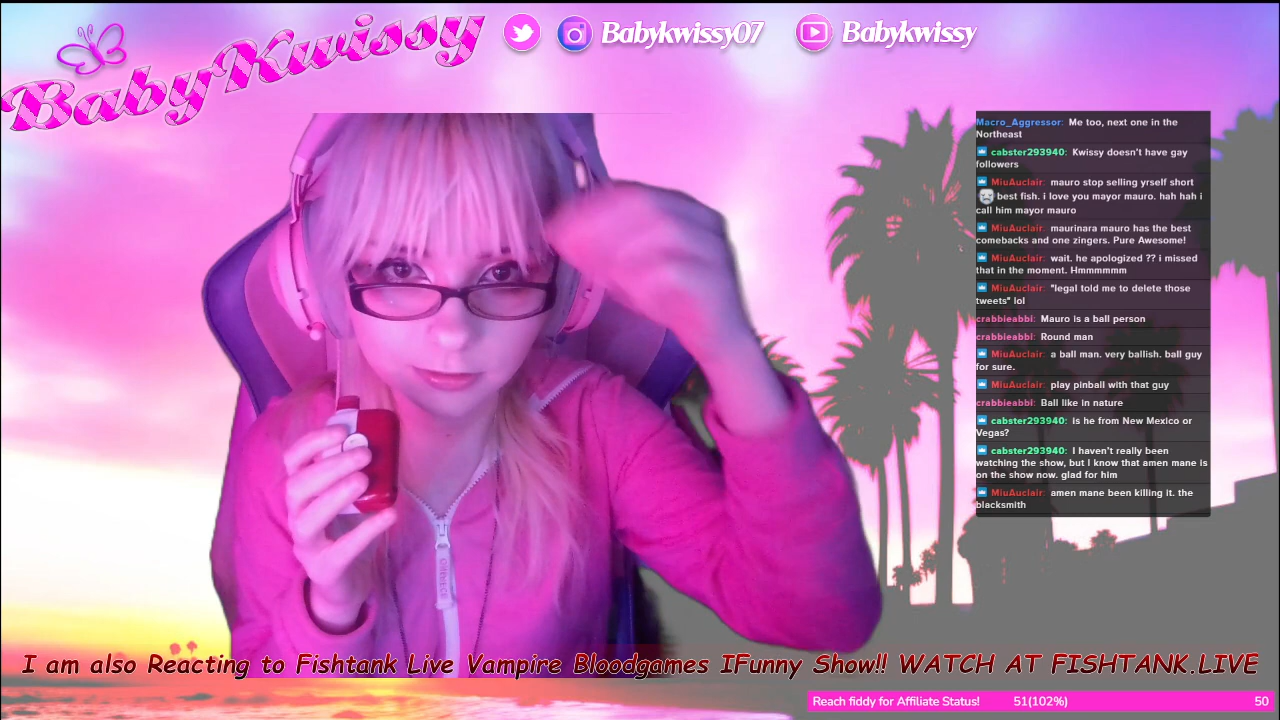 BabyKwissy
Babykwissy07
Babykwissy
Macro_Aggressor: Me too, next one in the
Northeast
cabster293940: Kwissy doesn't have gay
followers
MiuAuclair: mauro stop selling yrself short
best fish. i love you mayor mauro. hah hah i
call him mayor mauro
MiuAuclair: maurinara mauro has the best
comebacks and one zingers. Pure Awesome!
MiuAuclair: wait. he apologized ?? i missed
that in the moment. Hmmmmmm
MiuAuclair: "legal told me to delete those
tweets" lol
crabbieabbi: Mauro is a ball person
crabbieabbi: Round man
MiuAuclair: a ball man. very ballish. ball guy
for sure.
MiuAuclair: play pinball with that guy
crabbieabbi: Ball like in nature
cabster293940: is he from New Mexico or
Vegas?
cabster293940: I haven't really been
watching the show, but I know that amen mane is
on the show now. glad for him
MiuAuclair: amen mane been killing it. the
blacksmith
I am also Reacting to Fishtank Live Vampire Bloodgames IFunny Show!! WATCH AT FISHTANK.LIVE
Reach fiddy for Affiliate Status! 51(102%) 50